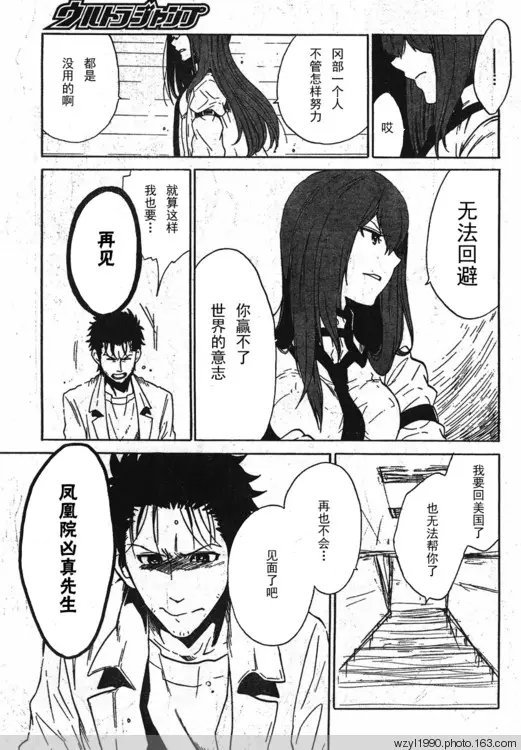 ウルトラジャンプ
………
哎
冈部一个人
不管怎样努力
都是
没用的啊
无法回避
你赢不了
世界的意志
就算这样
我也要…
再见
我要回美国了
也无法帮你了
再也不会…
见面了吧
凤凰院凶真先生
wzyl1990.photo.163.com